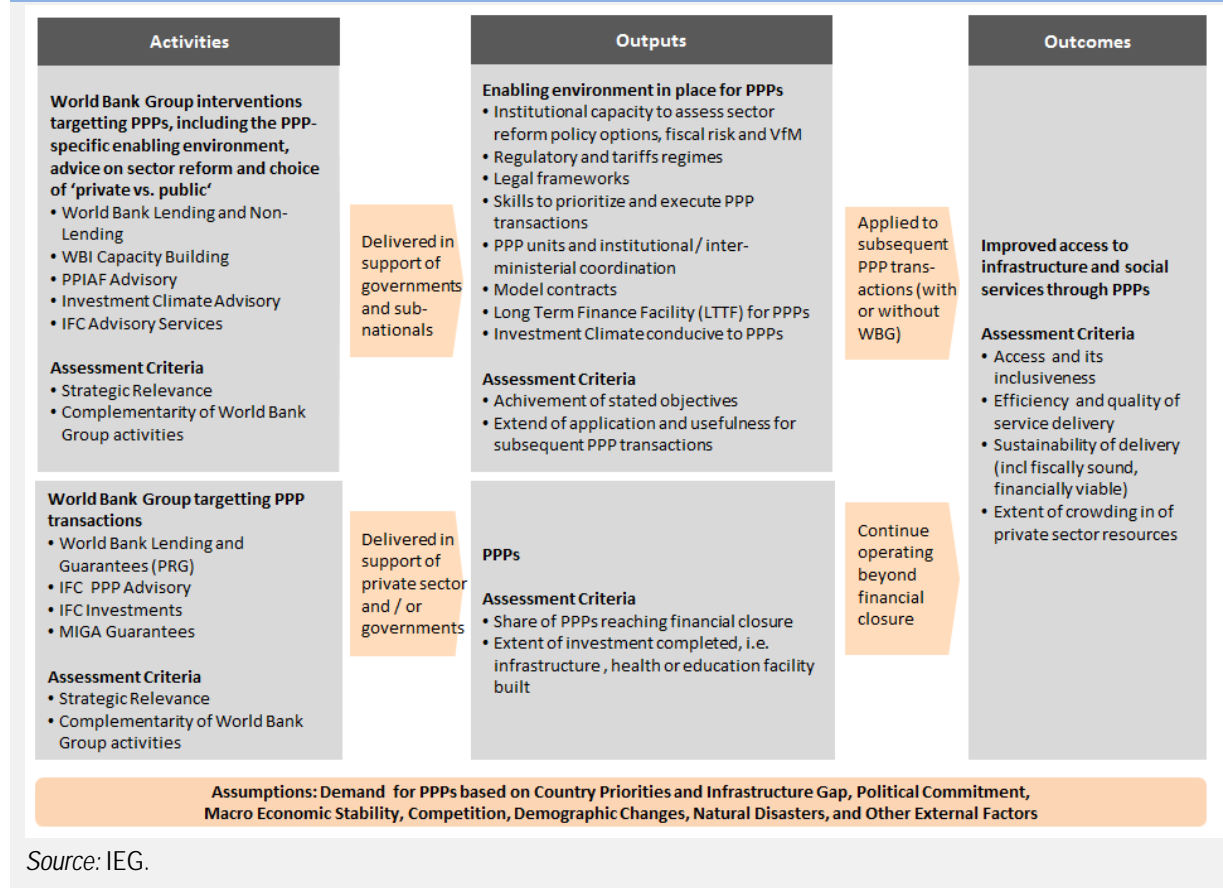 Activities
World Bank Group interventions
targetting PPPs, including the PPP-
specific enabling environment,
advice on sector reform and choice
of ‘private vs. public‘
• World Bank Lending and Non-
Lending
• WBI Capacity Building
• PPIAF Advisory
• Investment Climate Advisory
• IFC Advisory Services
Assessment Criteria
• Strategic Relevance
• Complementarity of World Bank
Group activities
Delivered in
support of
governments
and sub-
nationals
Outputs
Enabling environment in place for PPPs
• Institutional capacity to assess sector
reform policy options, fiscal risk and VfM
• Regulatory and tariffs regimes
• Legal frameworks
• Skills to prioritize and execute PPP
transactions
• PPP units and institutional/ inter-
ministerial coordination
• Model contracts
• Long Term Finance Facility (LTTF) for PPPs
• Investment Climate conducive to PPPs
Assessment Criteria
• Achivement of stated objectives
• Extend of application and usefulness for
subsequent PPP transactions
Applied to
subsequent
PPP trans-
actions (with
or without
WBG)
Outcomes
Improved access to
infrastructure and social
services through PPPs
Assessment Criteria
• Access and its
inclusiveness
• Efficiency and quality of
service delivery
• Sustainability of delivery
(incl fiscally sound,
financially viable)
• Extent of crowding in of
private sector resources
World Bank Group targetting PPP
transactions
• World Bank Lending and
Guarantees (PRG)
• IFC PPP Advisory
• IFC Investments
• MIGA Guarantees
Assessment Criteria
• Strategic Relevance
• Complementarity of World Bank
Group activities
Delivered in
support of
private sector
and / or
governments
PPPs
Assessment Criteria
• Share of PPPs reaching financial closure
• Extent of investment completed, i.e.
infrastructure , health or education facility
built
Continue
operating
beyond
financial
closure
Assumptions: Demand for PPPs based on Country Priorities and Infrastructure Gap, Political Commitment,
Macro Economic Stability, Competition, Demographic Changes, Natural Disasters, and Other External Factors
Source: IEG.